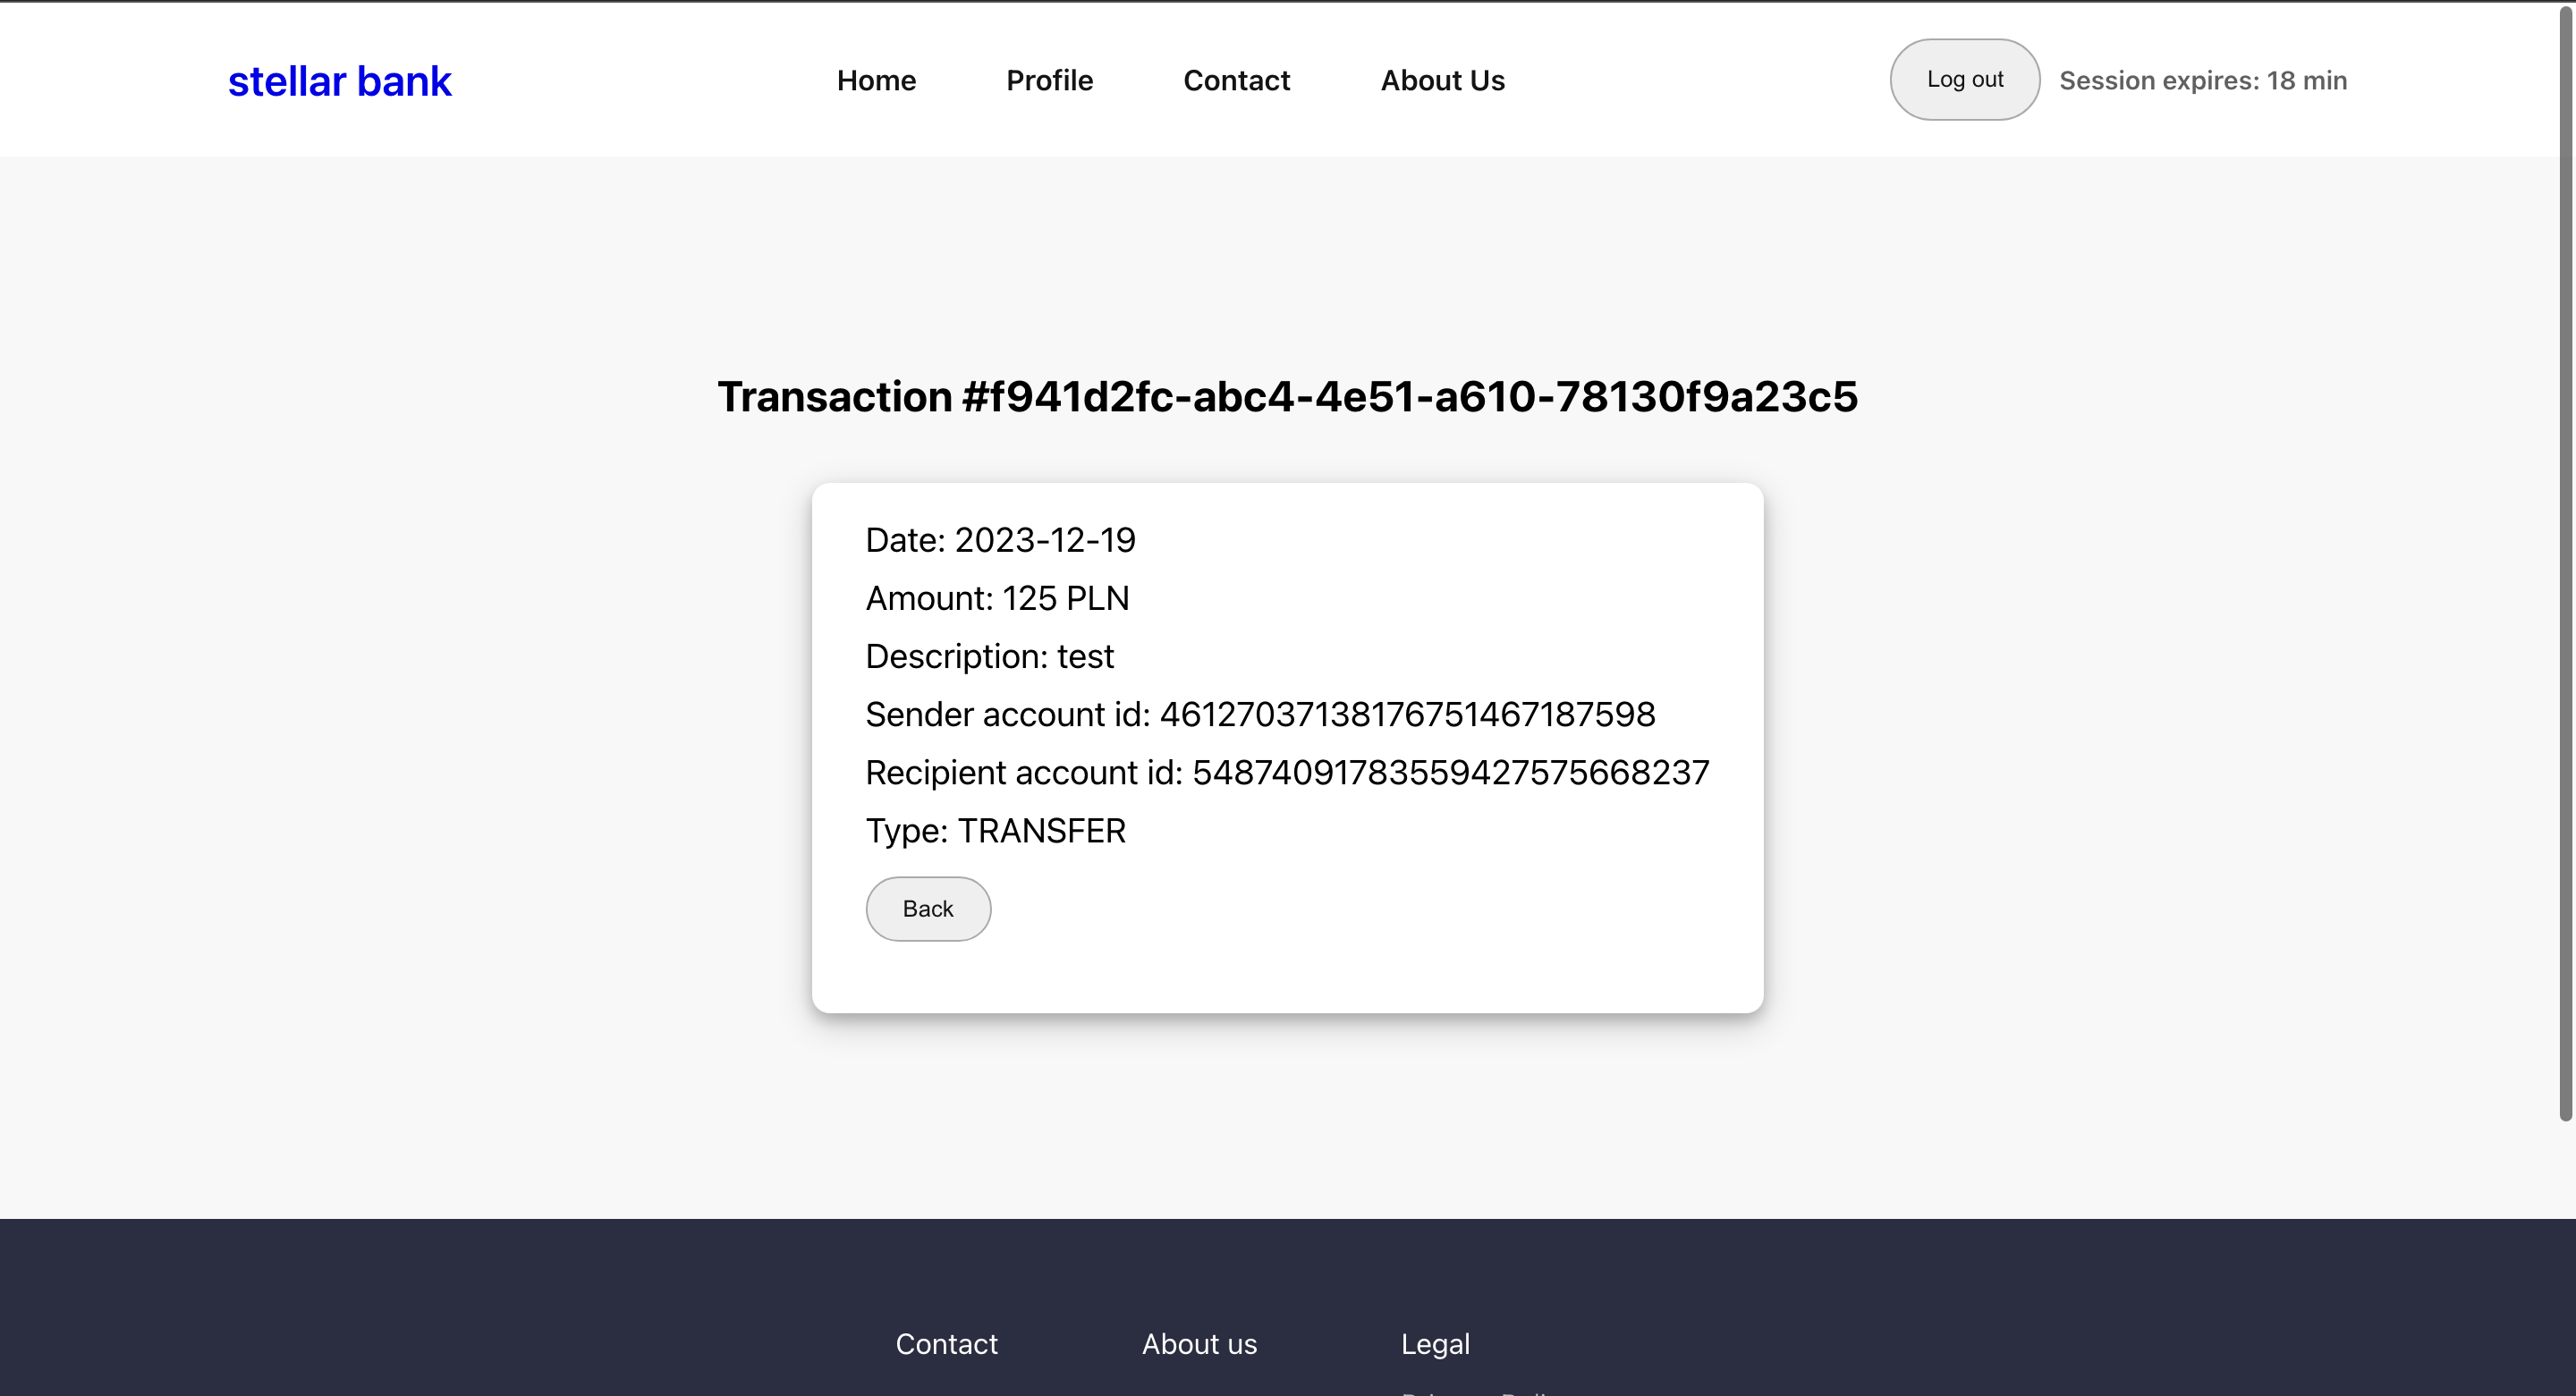 stellar bank
Home Profile Contact About Us
Log out Session expires: 18 min
Transaction #f941d2fc-abc4-4e51-a610-78130f9a23c5
Date: 2023-12-19
Amount: 125 PLN
Description: test
Sender account id: 46127037138176751467187598
Recipient account id: 54874091783559427575668237
Type: TRANSFER
Back
Contact About us Legal